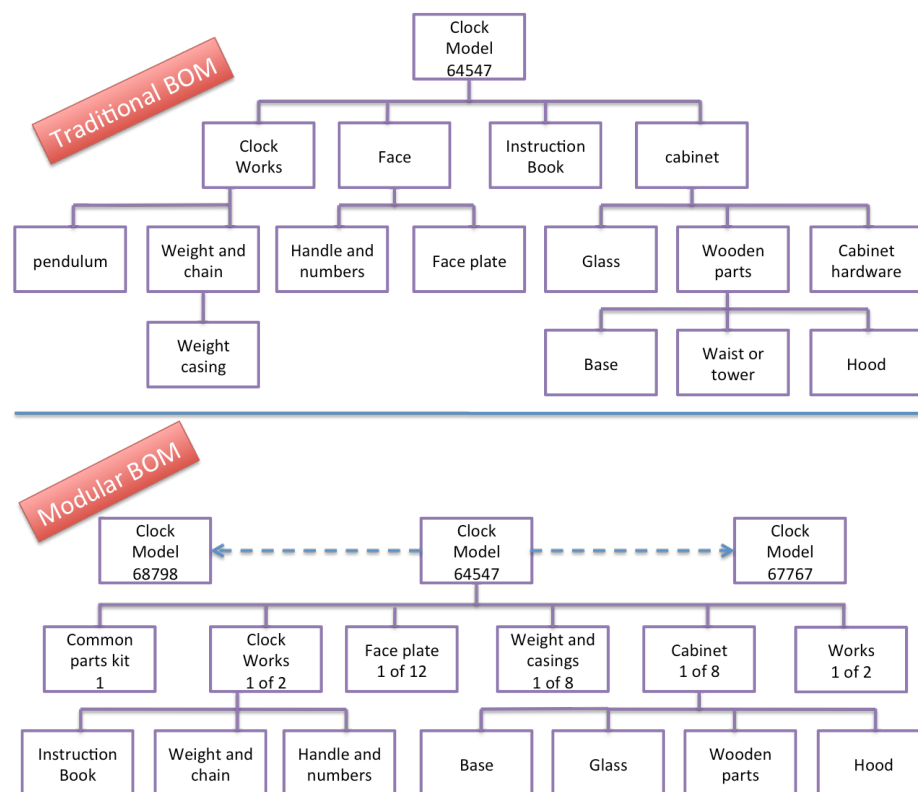 Traditional BOM
Clock
Model
64547
Clock
Works
Face
Instruction
Book
cabinet
pendulum
Weight and
chain
Handle and
numbers
Face plate
Glass
Wooden
parts
Cabinet
hardware
Weight
casing
Base
Waist or
tower
Hood
Modular BOM
Clock
Model
68798
Clock
Model
64547
Clock
Model
67767
Common
parts kit
1
Clock
Works
1 of 2
Face plate
1 of 12
Weight and
casings
1 of 8
Cabinet
1 of 8
Works
1 of 2
Instruction
Book
Weight and
chain
Handle and
numbers
Base
Glass
Wooden
parts
Hood